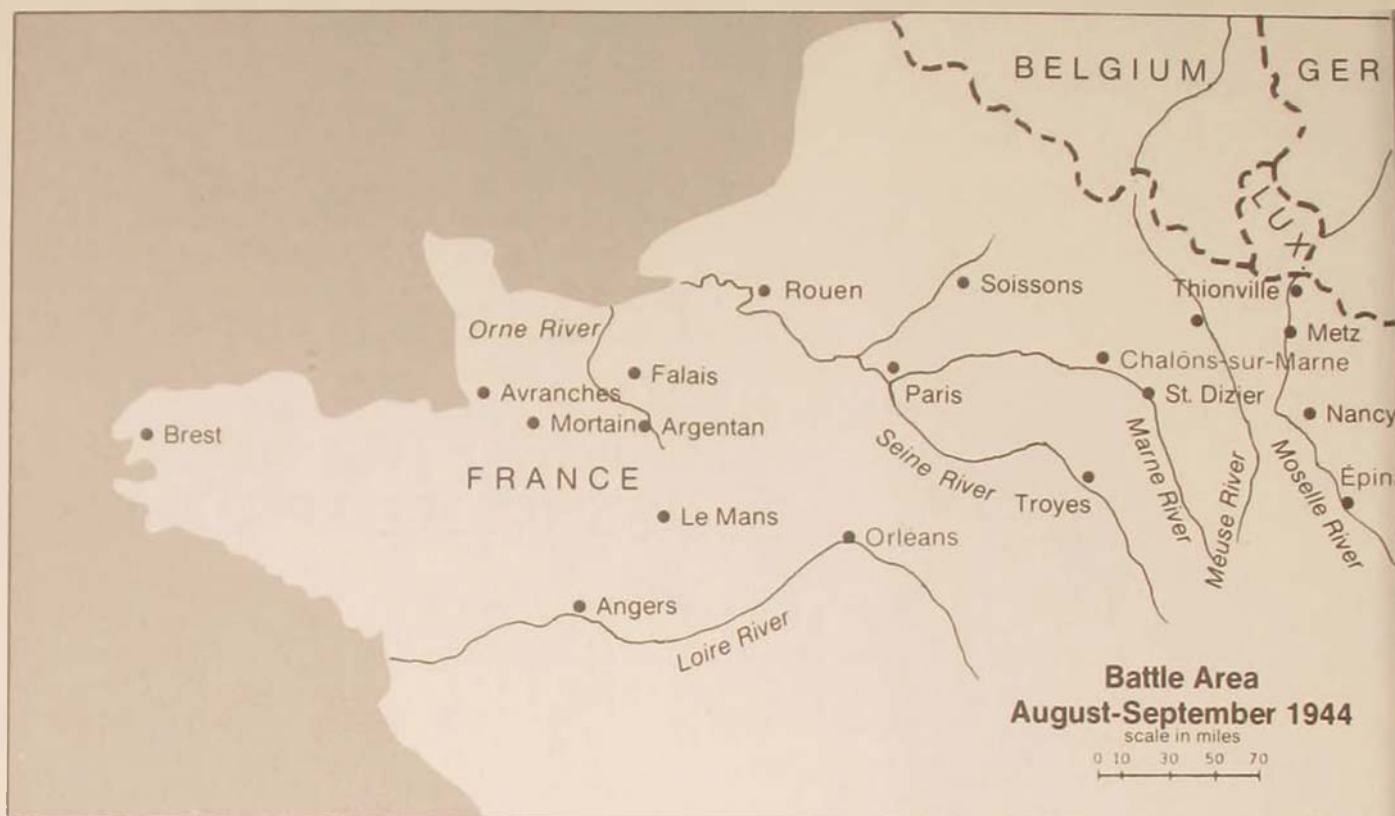 BELGIUM
GER
LUX.
Rouen
Soissons
Thionville
Orne River
Metz
Falais
Chalöns-sur-Marne
Avranches
Paris
St. Dizier
Brest
Mortain
Argentan
Nancy
Seine River
Marne River
Meuse River
Moselle River
FRANCE
Troyes
Épin
Le Mans
Orléans
Angers
Loire River
Battle Area
August-September 1944
scale in miles
0 10 30 50 70